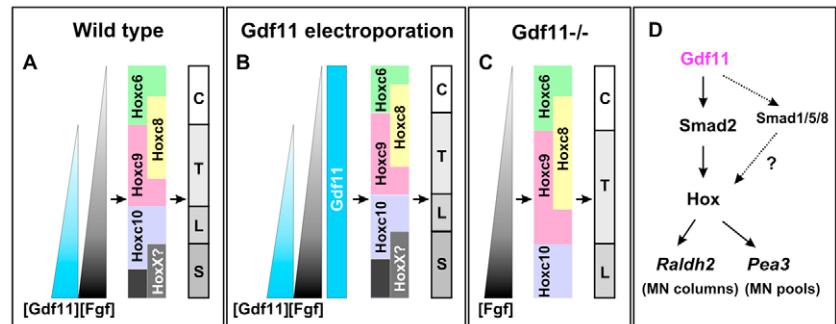 Wild type
A
Hoxc6
Hoxc8
Hoxc9
Hoxc10
HoxX?
C
T
L
S
[Gdf11][Fgf]
Gdf11 electroporation
B
Gdf11
Hoxc6
Hoxc8
Hoxc9
Hoxc10
HoxX?
C
T
L
S
[Gdf11][Fgf]
Gdf11-/-
C
Hoxc6
Hoxc8
Hoxc9
Hoxc10
C
T
L
[Fgf]
D
Gdf11
Smad2
Smad1/5/8
?
Hox
Raldh2 Pea3
(MN columns) (MN pools)